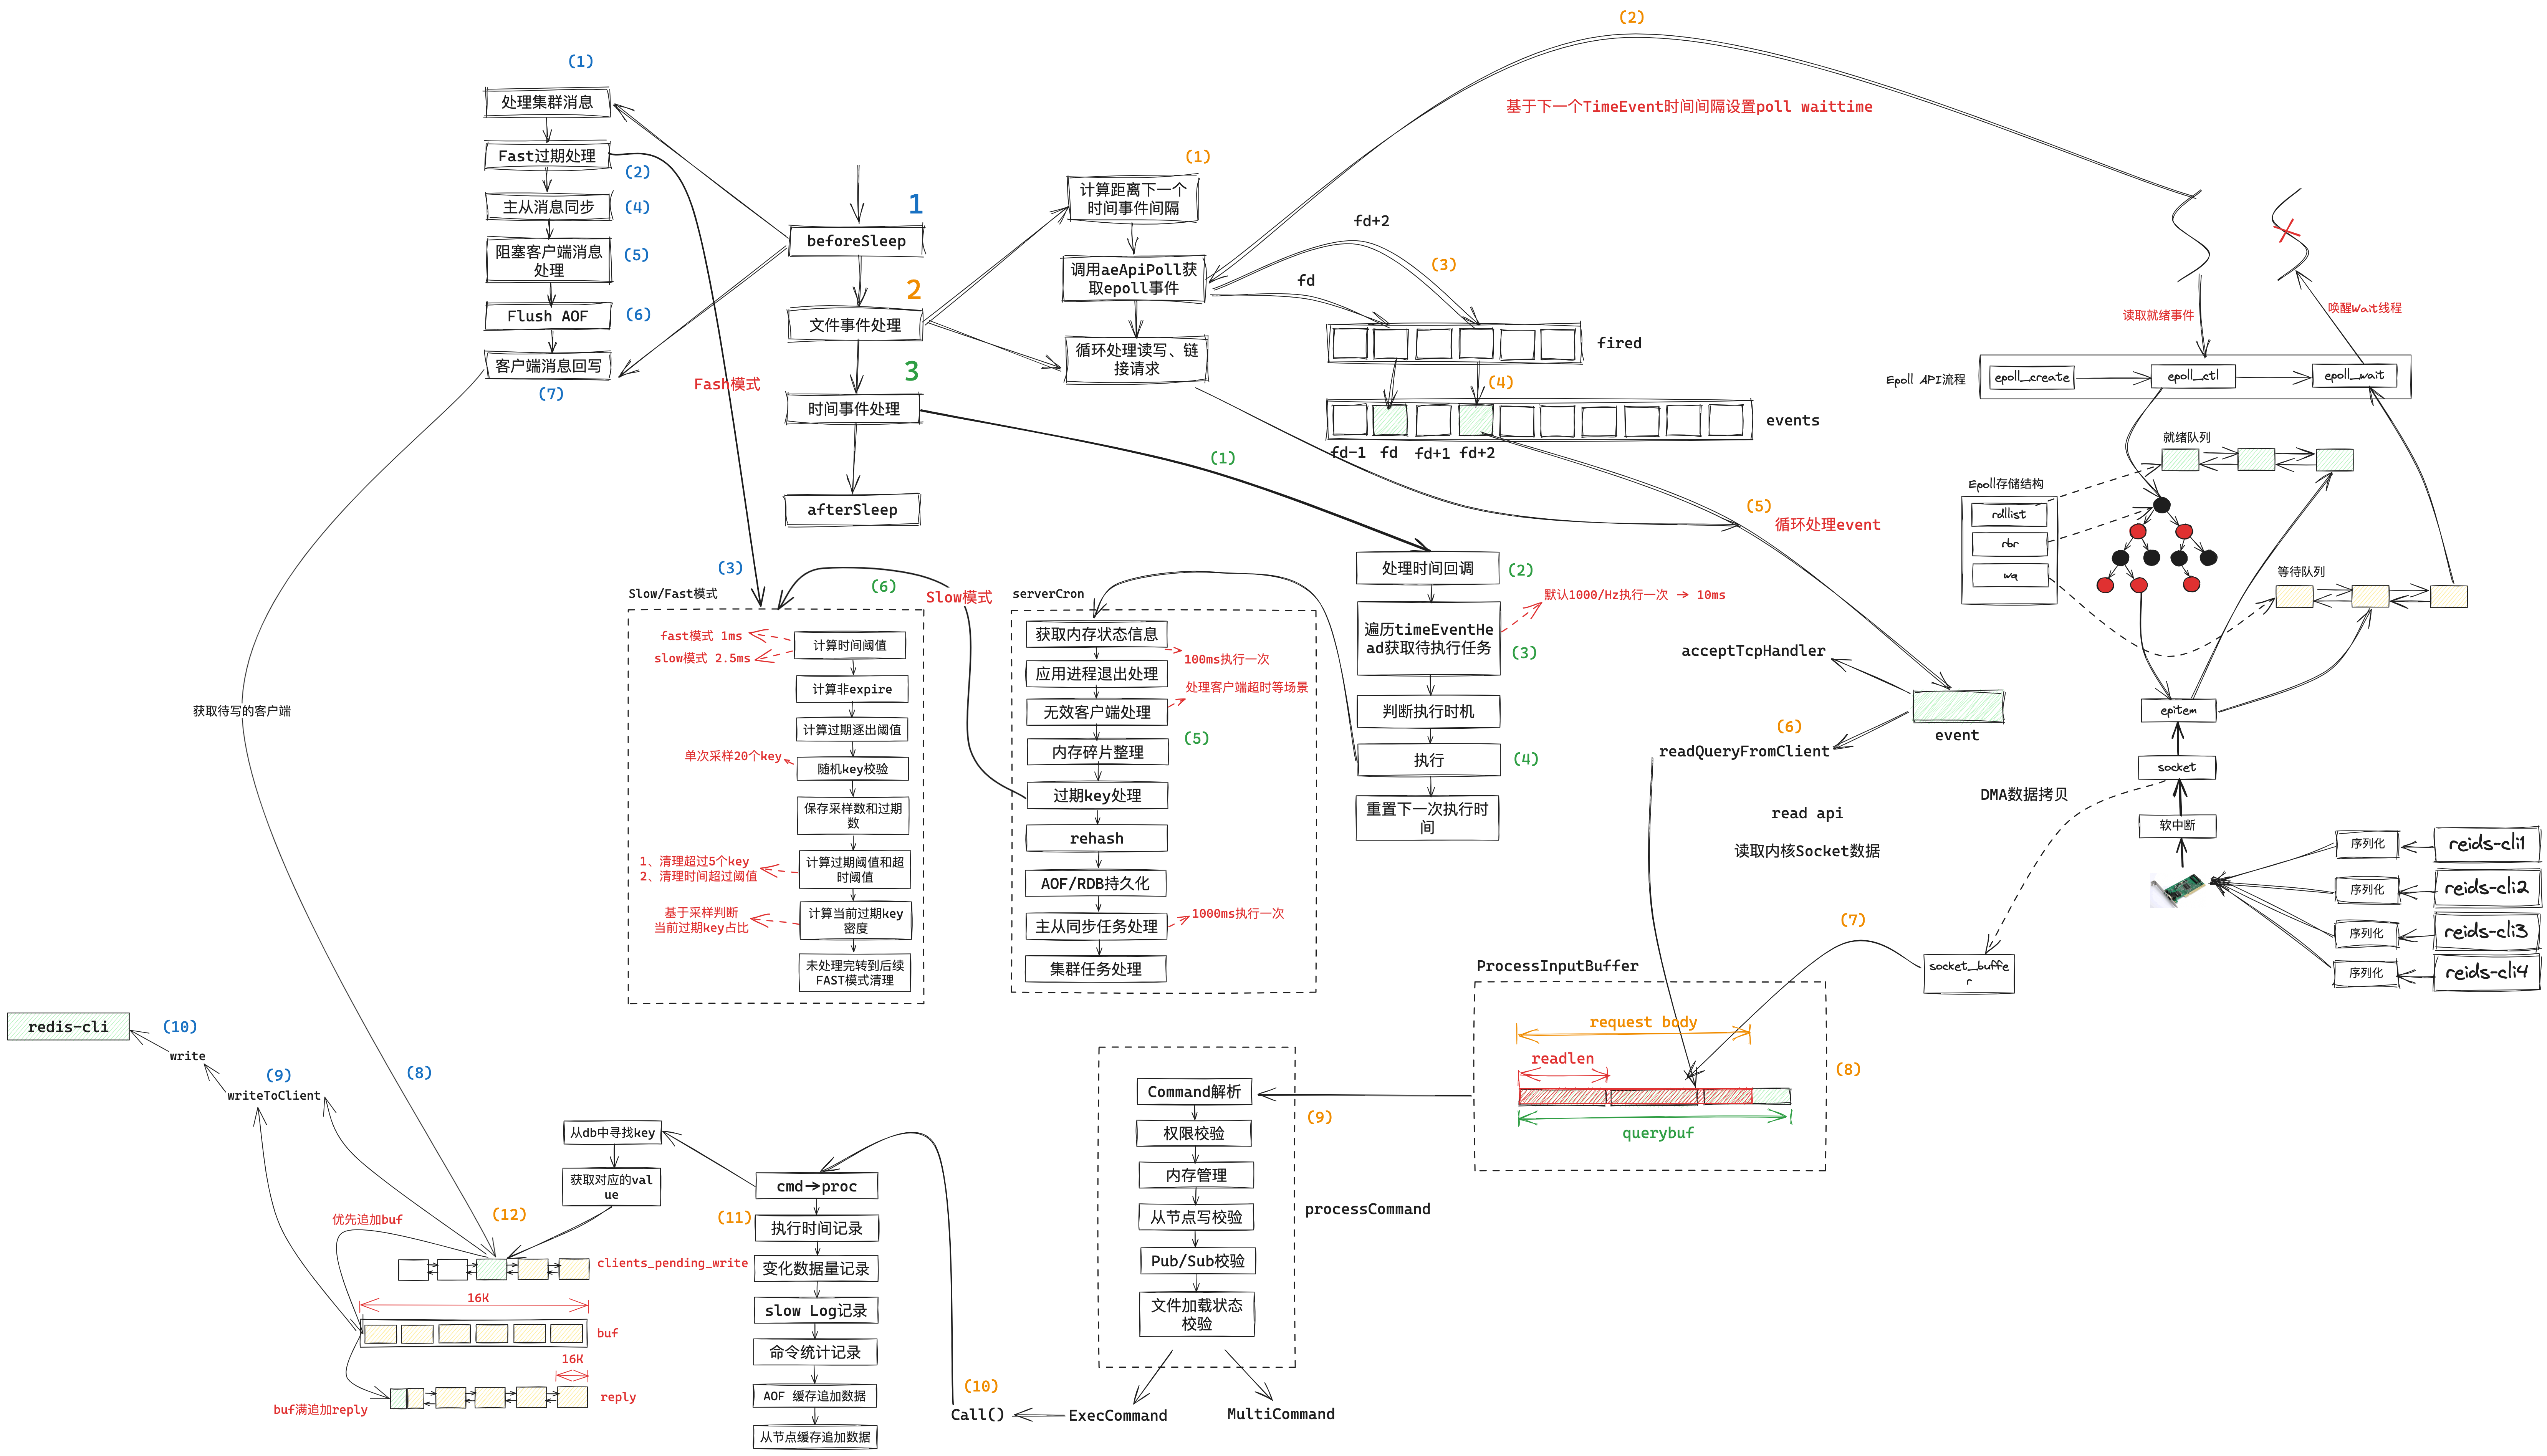 (1)
处理集群消息
Fast过期处理
(2)
主从消息同步
(4)
阻塞客户端消息
处理
(5)
Flush AOF
(6)
客户端消息回写
(7)
Fash模式
1
beforeSleep
2
文件事件处理
3
时间事件处理
afterSleep
(1)
计算距离下一个
时间事件间隔
调用aeApiPoll获
取epoll事件
循环处理读写、链
接请求
(2)
基于下一个TimeEvent时间间隔设置poll waittime
fd+2
(3)
fd
fired
(4)
events
fd-1
fd
fd+1
fd+2
(1)
(5)
循环处理event
读取就绪事件
唤醒Wait线程
Epoll API流程
epoll_create
epoll_ctl
epoll_wait
就绪队列
Epoll存储结构
rdllist
rbr
wq
等待队列
epitem
socket
软中断
DMA数据拷贝
序列化
reids-cli1
序列化
reids-cli2
序列化
reids-cli3
序列化
reids-cli4
socket_buffe
r
(3)
Slow/Fast模式
(6)
Slow模式
fast模式 1ms
slow模式 2.5ms
计算时间阈值
计算非expire
计算过期逐出阈值
单次采样20个key
随机key校验
保存采样数和过期
数
1、清理超过5个key
2、清理时间超过阈值
计算过期阈值和超
时阈值
基于采样判断
当前过期key占比
计算当前过期key
密度
未处理完转到后续
FAST模式清理
serverCron
获取内存状态信息
100ms执行一次
应用进程退出处理
处理客户端超时等场景
无效客户端处理
(5)
内存碎片整理
过期key处理
rehash
AOF/RDB持久化
主从同步任务处理
1000ms执行一次
集群任务处理
处理时间回调
(2)
默认1000/Hz执行一次 → 10ms
遍历timeEventHe
ad获取待执行任务
(3)
判断执行时机
执行
(4)
重置下一次执行时
间
acceptTcpHandler
event
(6)
readQueryFromClient
read api
读取内核Socket数据
(7)
ProcessInputBuffer
request body
readlen
querybuf
(8)
(9)
Command解析
权限校验
内存管理
从节点写校验
Pub/Sub校验
文件加载状态
校验
processCommand
ExecCommand
MultiCommand
(10)
Call()
cmd→proc
(11)
执行时间记录
变化数据量记录
slow Log记录
命令统计记录
AOF 缓存追加数据
从节点缓存追加数据
从db中寻找key
获取对应的val
ue
(12)
clients_pending_write
优先追加buf
16K
buf
16K
reply
buf满追加reply
获取待写的客户端
(8)
(9)
writeToClient
write
(10)
redis-cli